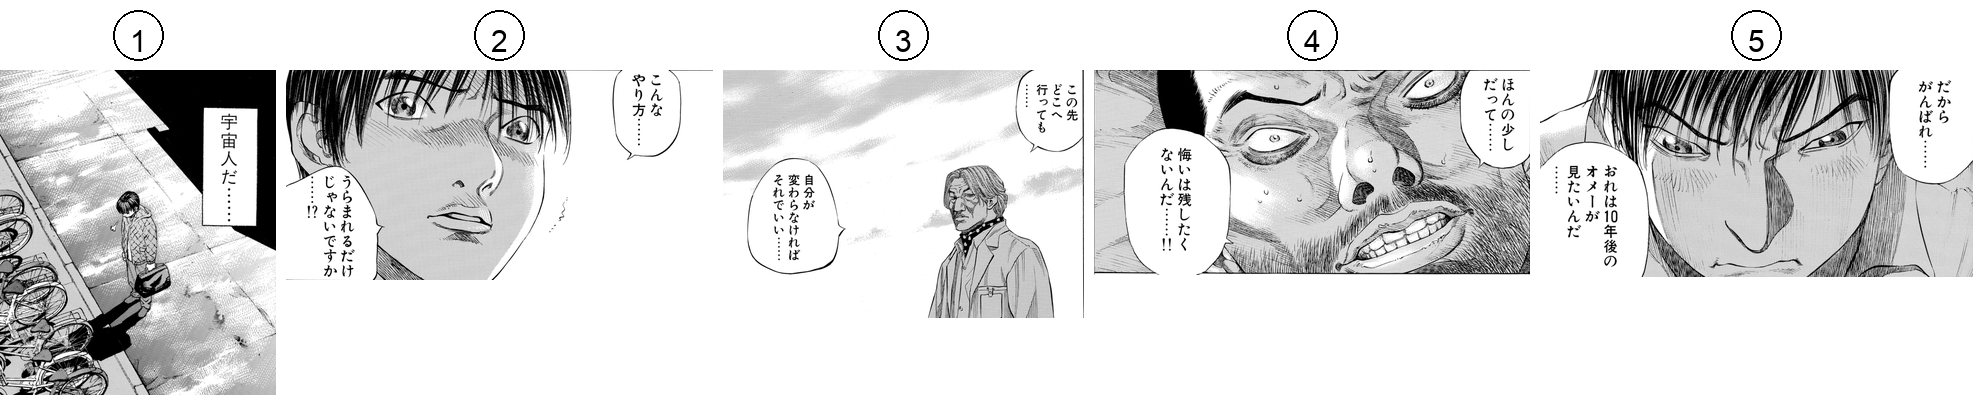 1
宇宙人だ……
2
こんな
やり方……
うらまれるだけ
じゃないですか
……!?
3
この先
どこへ
行っても
……
自分が
変わらなければ
それでいい……
4
ほんの少し
だって……
悔いは残したく
ないんだ……!!
5
だから
がんばれ……
おれは10年後の
オメーが
見たいんだ
……